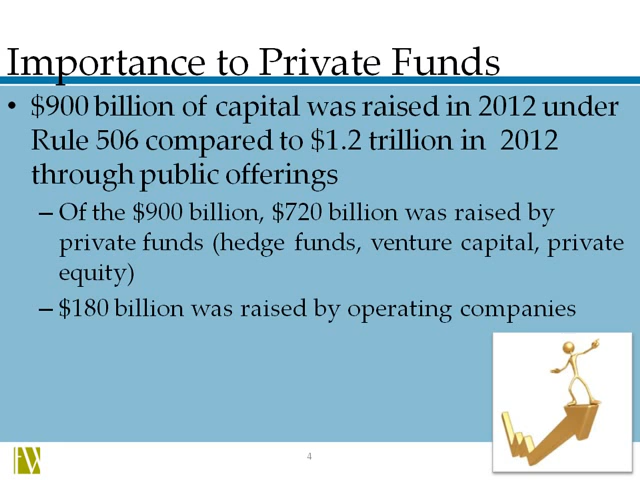 Importance to Private Funds
• $900 billion of capital was raised in 2012 under
Rule 506 compared to $1.2 trillion in 2012
through public offerings
– Of the $900 billion, $720 billion was raised by
private funds (hedge funds, venture capital, private
equity)
– $180 billion was raised by operating companies
4
FW